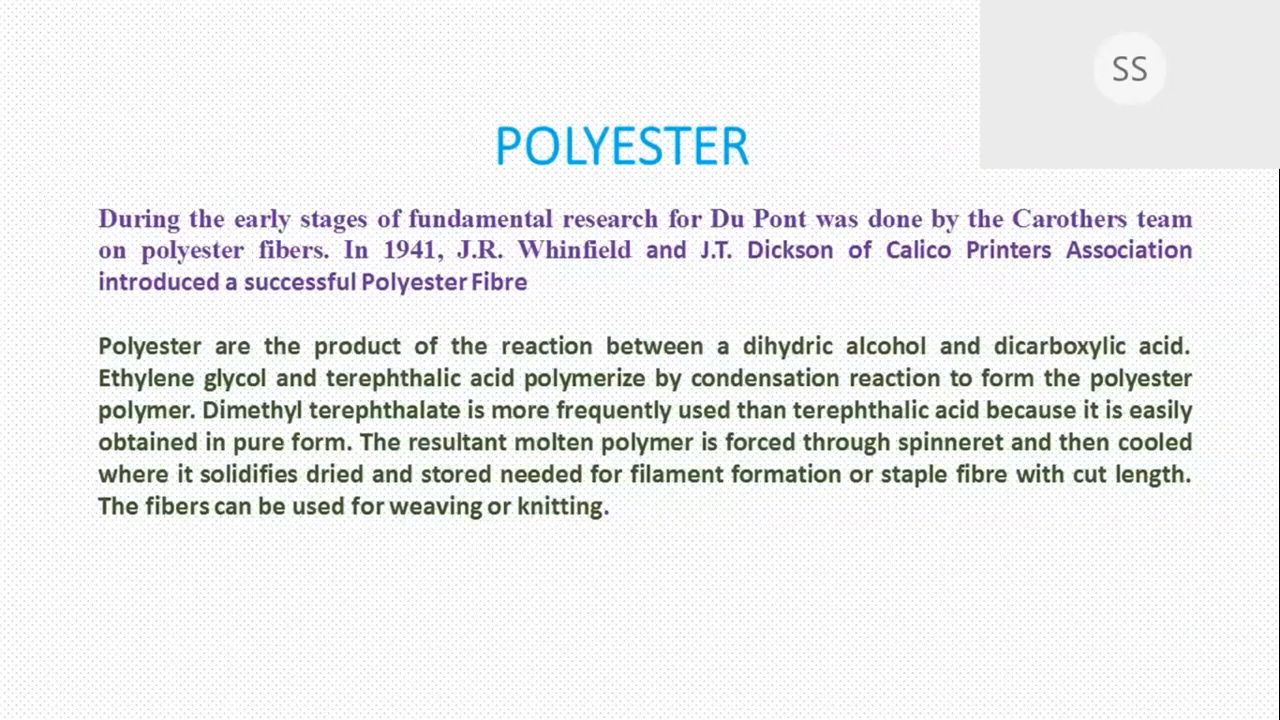 SS
POLYESTER
During the early stages of fundamental research for Du Pont was done by the Carothers team
on polyester fibers. In 1941, J.R. Whinfield and J.T. Dickson of Calico Printers Association
introduced a successful Polyester Fibre
Polyester are the product of the reaction between a dihydric alcohol and dicarboxylic acid.
Ethylene glycol and terephthalic acid polymerize by condensation reaction to form the polyester
polymer. Dimethyl terephthalate is more frequently used than terephthalic acid because it is easily
obtained in pure form. The resultant molten polymer is forced through spinneret and then cooled
where it solidifies dried and stored needed for filament formation or staple fibre with cut length.
The fibers can be used for weaving or knitting.